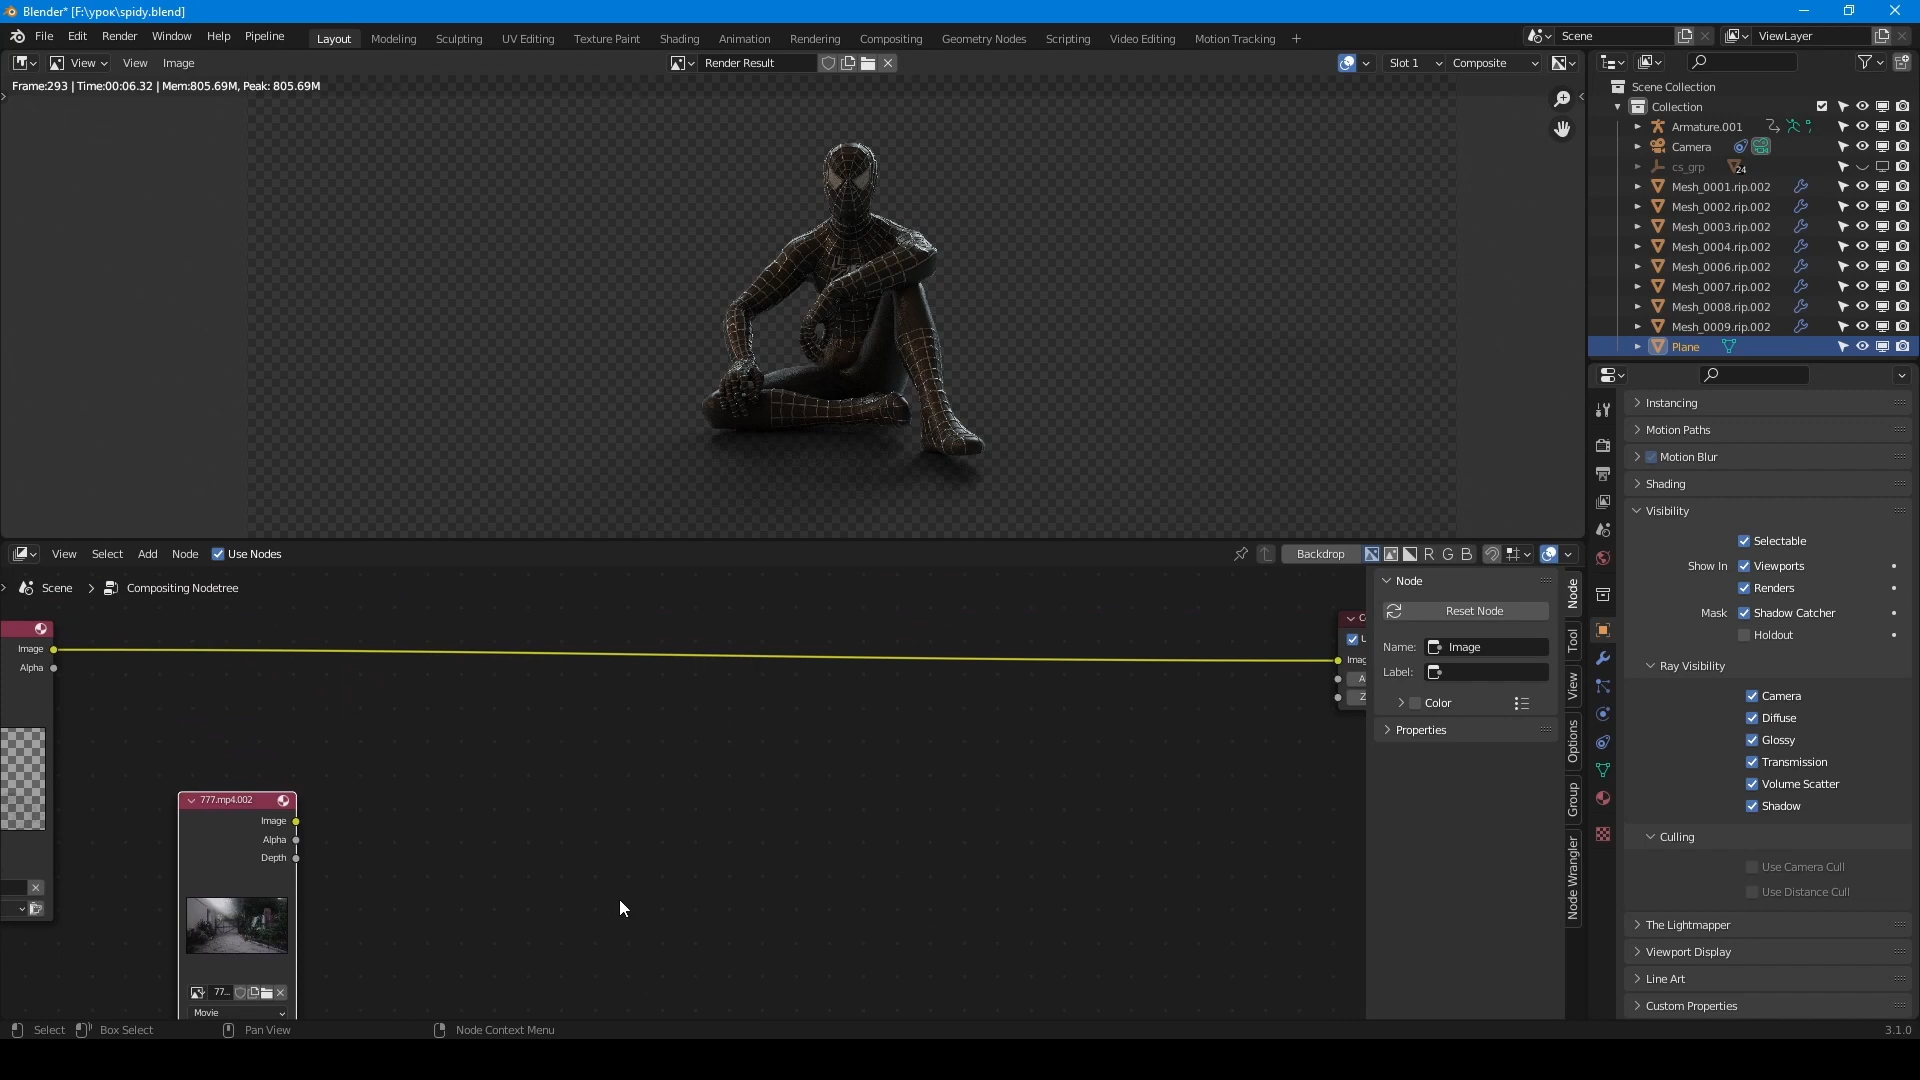 Blender* [F:\урок\spidy.blend]
File Edit Render Window Help Pipeline Layout Modeling Sculpting UV Editing Texture Paint Shading Animation Rendering Compositing Geometry Nodes Scripting Video Editing Motion Tracking + Scene ViewLayer
View View Image Render Result Slot 1 Composite
Frame:293 | Time:00:06.32 | Mem:805.69M, Peak: 805.69M
Scene Collection
Collection
Armature.001
Camera
cs_grp 24
Mesh_0001.rip.002
Mesh_0002.rip.002
Mesh_0003.rip.002
Mesh_0004.rip.002
Mesh_0006.rip.002
Mesh_0007.rip.002
Mesh_0008.rip.002
Mesh_0009.rip.002
Plane
Instancing
Motion Paths
Motion Blur
Shading
Visibility
Selectable
Show In Viewports
Renders
Mask Shadow Catcher
Holdout
Ray Visibility
Camera
Diffuse
Glossy
Transmission
Volume Scatter
Shadow
Culling
Use Camera Cull
Use Distance Cull
The Lightmapper
Viewport Display
Line Art
Custom Properties
View Select Add Node Use Nodes Backdrop R G B
Scene > Compositing Nodetree
Image
Alpha
777.mp4.002
Image
Alpha
Depth
77...
Movie
C
U
Imag
A
Z
Node
Reset Node
Name: Image
Label:
Color
Properties
Node
Tool
View
Options
Group
Node Wrangler
Select Box Select Pan View Node Context Menu 3.1.0